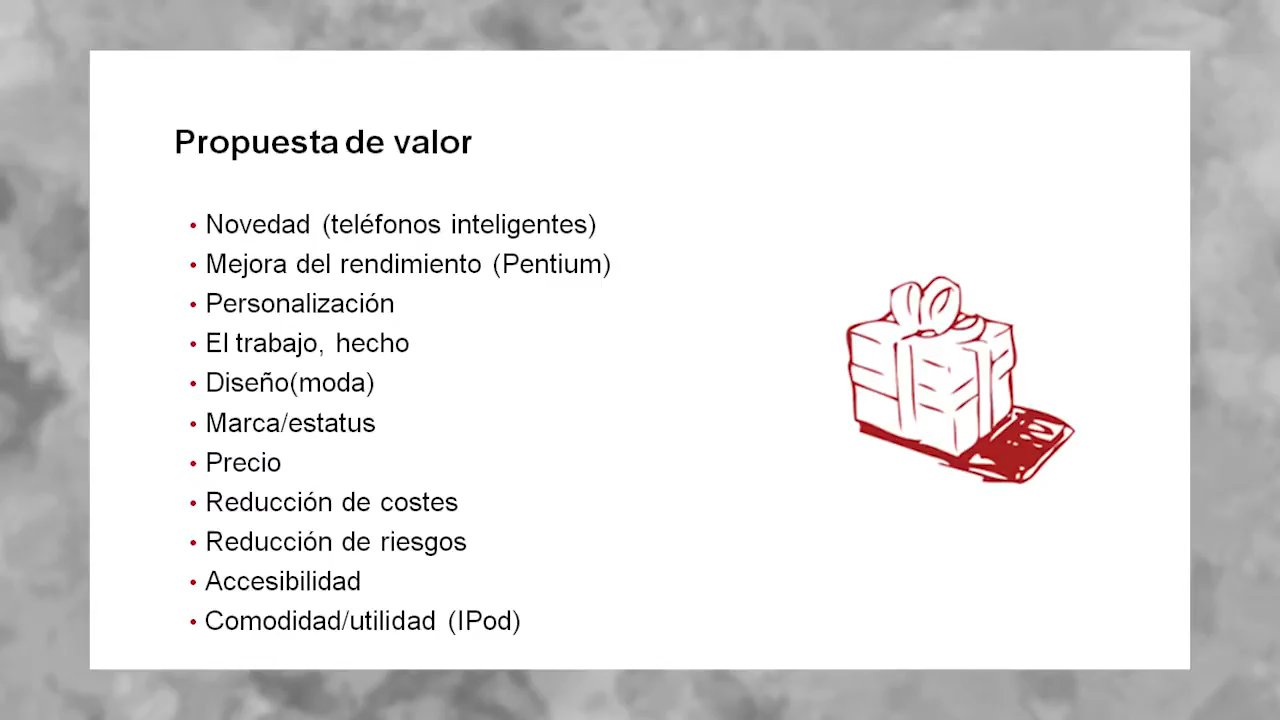 Propuesta de valor
• Novedad (teléfonos inteligentes)
• Mejora del rendimiento (Pentium)
• Personalización
• El trabajo, hecho
• Diseño(moda)
• Marca/estatus
• Precio
• Reducción de costes
• Reducción de riesgos
• Accesibilidad
• Comodidad/utilidad (IPod)